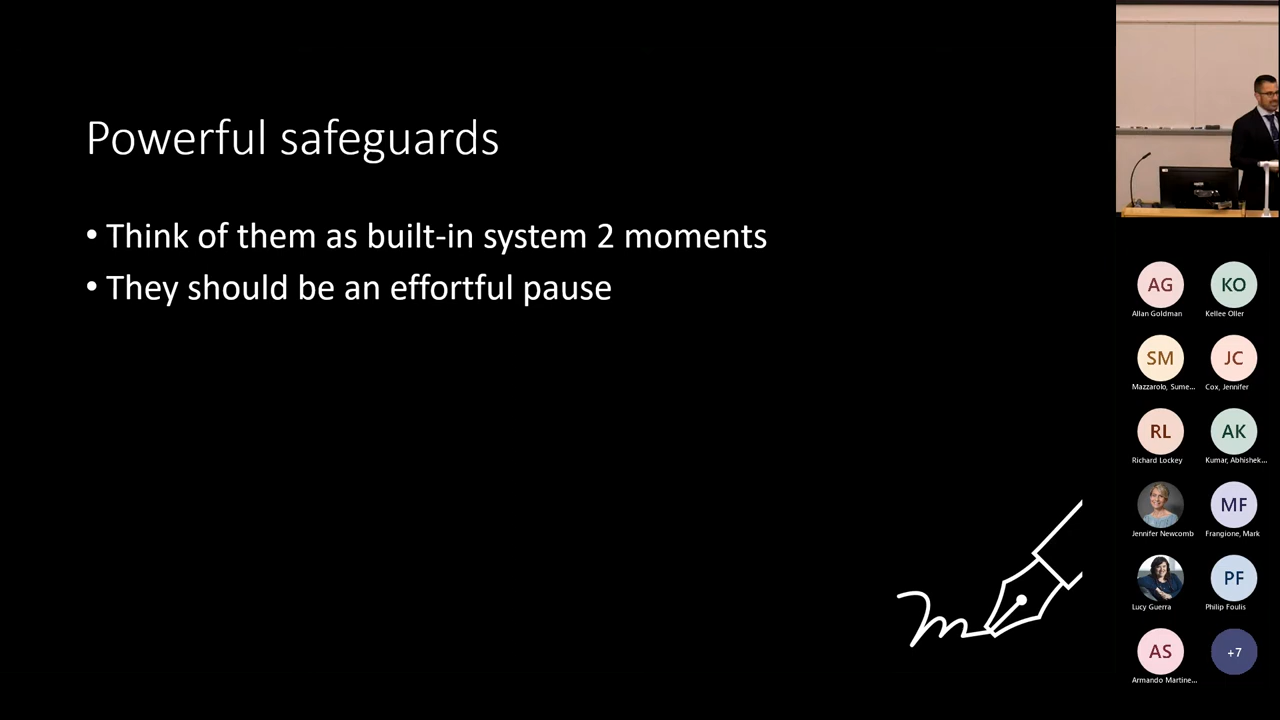 Powerful safeguards
• Think of them as built-in system 2 moments
• They should be an effortful pause
AG
KO
Allan Goldman
Kellee Oller
SM
JC
Mazzarolo, Sume...
Cox, Jennifer
RL
AK
Richard Lockey
Kumar, Abhishek...
MF
Jennifer Newcomb
Frangione, Mark
PF
Lucy Guerra
Philip Foulis
AS
+7
Armando Martine...